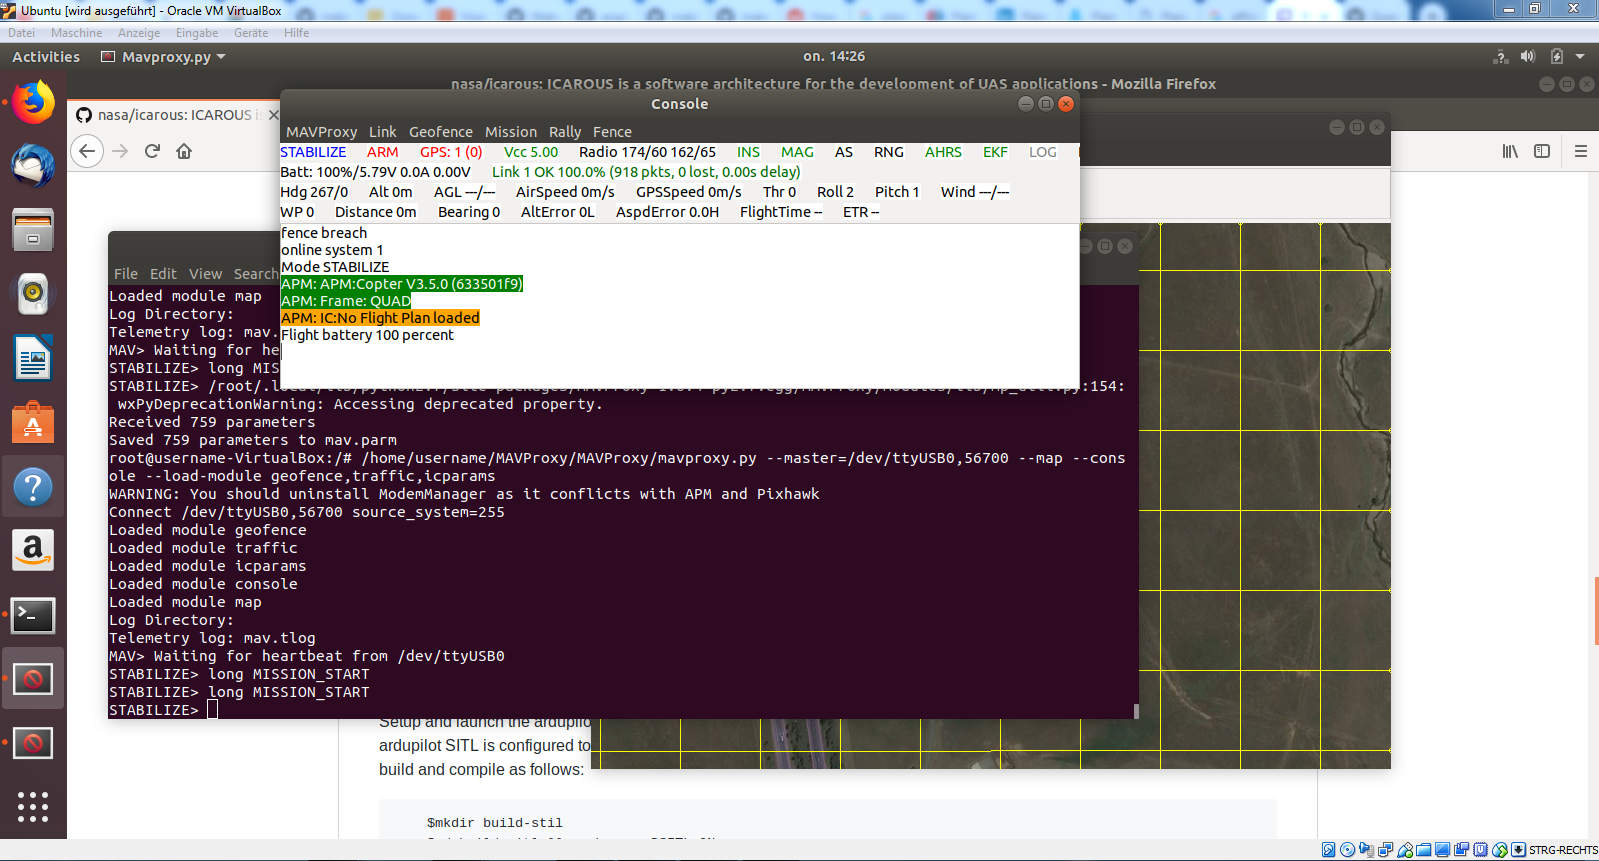 Ubuntu [wird ausgeführt] - Oracle VM VirtualBox
Datei Maschine Anzeige Eingabe Geräte Hilfe
Activities Mavproxy.py on. 14:26
nasa/icarous: ICAROUS is a software architecture for the development of UAS applications - Mozilla Firefox
nasa/icarous: ICAROUS is
Console
MAVProxy Link Geofence Mission Rally Fence
STABILIZE ARM GPS: 1 (0) Vcc 5.00 Radio 174/60 162/65 INS MAG AS RNG AHRS EKF LOG
Batt: 100%/5.79V 0.0A 0.00V Link 1 OK 100.0% (918 pkts, 0 lost, 0.00s delay)
Hdg 267/0 Alt 0m AGL ---/--- AirSpeed 0m/s GPSSpeed 0m/s Thr 0 Roll 2 Pitch 1 Wind ---/---
WP 0 Distance 0m Bearing 0 AltError 0L AspdError 0.0H FlightTime -- ETR --
fence breach
online system 1
Mode STABILIZE
APM: APM:Copter V3.5.0 (633501f9)
APM: Frame: QUAD
APM: IC:No Flight Plan loaded
Flight battery 100 percent
File Edit View Search
Loaded module map
Log Directory:
Telemetry log: mav.
MAV> Waiting for he
STABILIZE> long MIS
STABILIZE>
:154:
wxPyDeprecationWarning: Accessing deprecated property.
Received 759 parameters
Saved 759 parameters to mav.parm
root@username-VirtualBox:/# /home/username/MAVProxy/MAVProxy/mavproxy.py --master=/dev/ttyUSB0,56700 --map --cons
ole --load-module geofence,traffic,icparams
WARNING: You should uninstall ModemManager as it conflicts with APM and Pixhawk
Connect /dev/ttyUSB0,56700 source_system=255
Loaded module geofence
Loaded module traffic
Loaded module icparams
Loaded module console
Loaded module map
Log Directory:
Telemetry log: mav.tlog
MAV> Waiting for heartbeat from /dev/ttyUSB0
STABILIZE> long MISSION_START
STABILIZE> long MISSION_START
STABILIZE>
Setup and launch the ardupilo
ardupilot SITL is configured to
build and compile as follows:
$mkdir build-stil
STRG-RECHTS